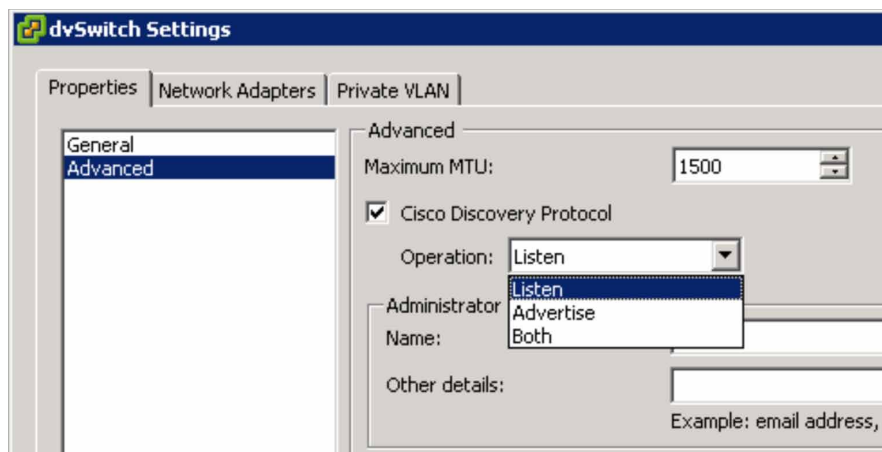 dvSwitch Settings
Properties
Network Adapters
Private VLAN
General
Advanced
Advanced
Maximum MTU:
1500
Cisco Discovery Protocol
Operation:
Listen
Listen
Advertise
Both
Administrator
Name:
Other details:
Example: email address,